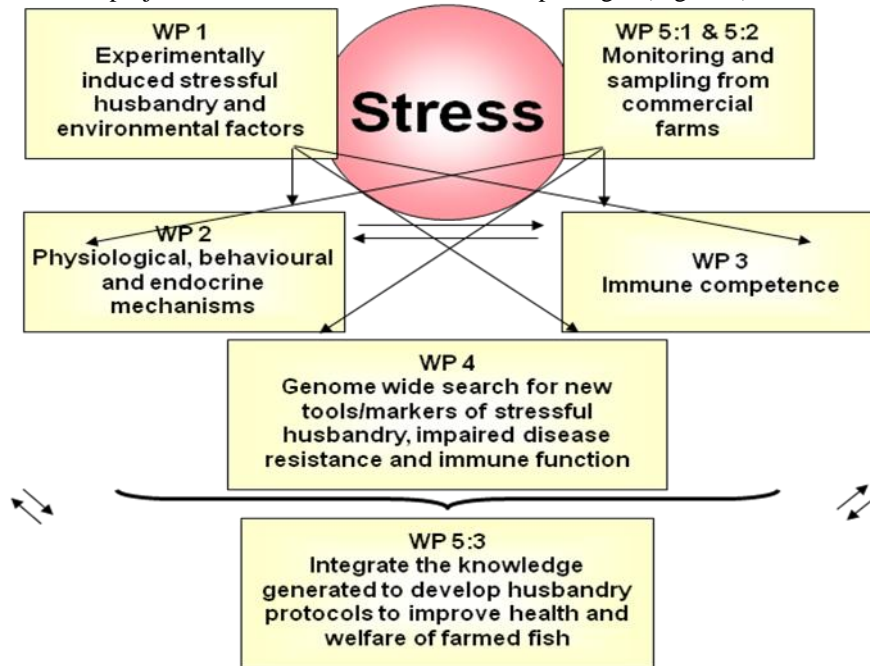 WP 1
Experimentally
induced stressful
husbandry and
environmental factors
Stress
WP 5:1 & 5:2
Monitoring and
sampling from
commercial
farms
WP 2
Physiological, behavioural
and endocrine
mechanisms
WP 3
Immune competence
WP 4
Genome wide search for new
tools/markers of stressful
husbandry, impaired disease
resistance and immune function
WP 5:3
Integrate the knowledge
generated to develop husbandry
protocols to improve health and
welfare of farmed fish